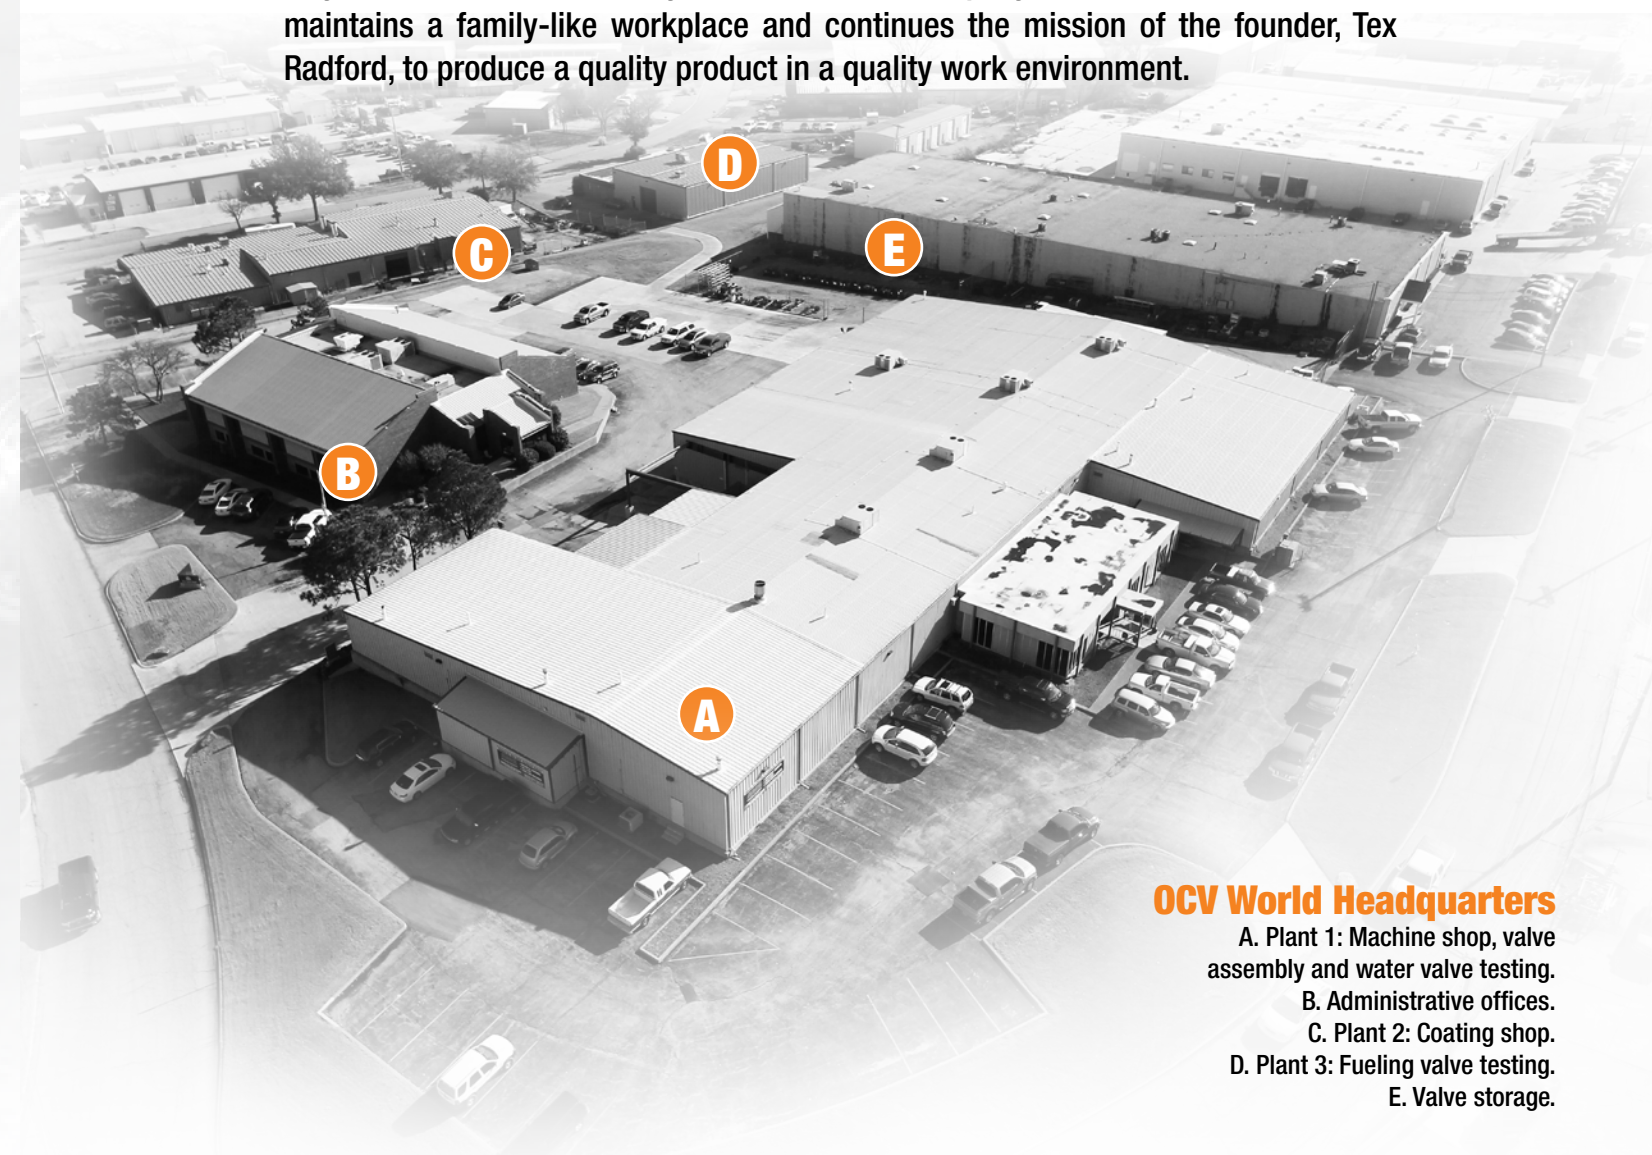 maintains a family-like workplace and continues the mission of the founder, Tex
Radford, to produce a quality product in a quality work environment.
D
C
E
B
A
OCV World Headquarters
A. Plant 1: Machine shop, valve
assembly and water valve testing.
B. Administrative offices.
C. Plant 2: Coating shop.
D. Plant 3: Fueling valve testing.
E. Valve storage.